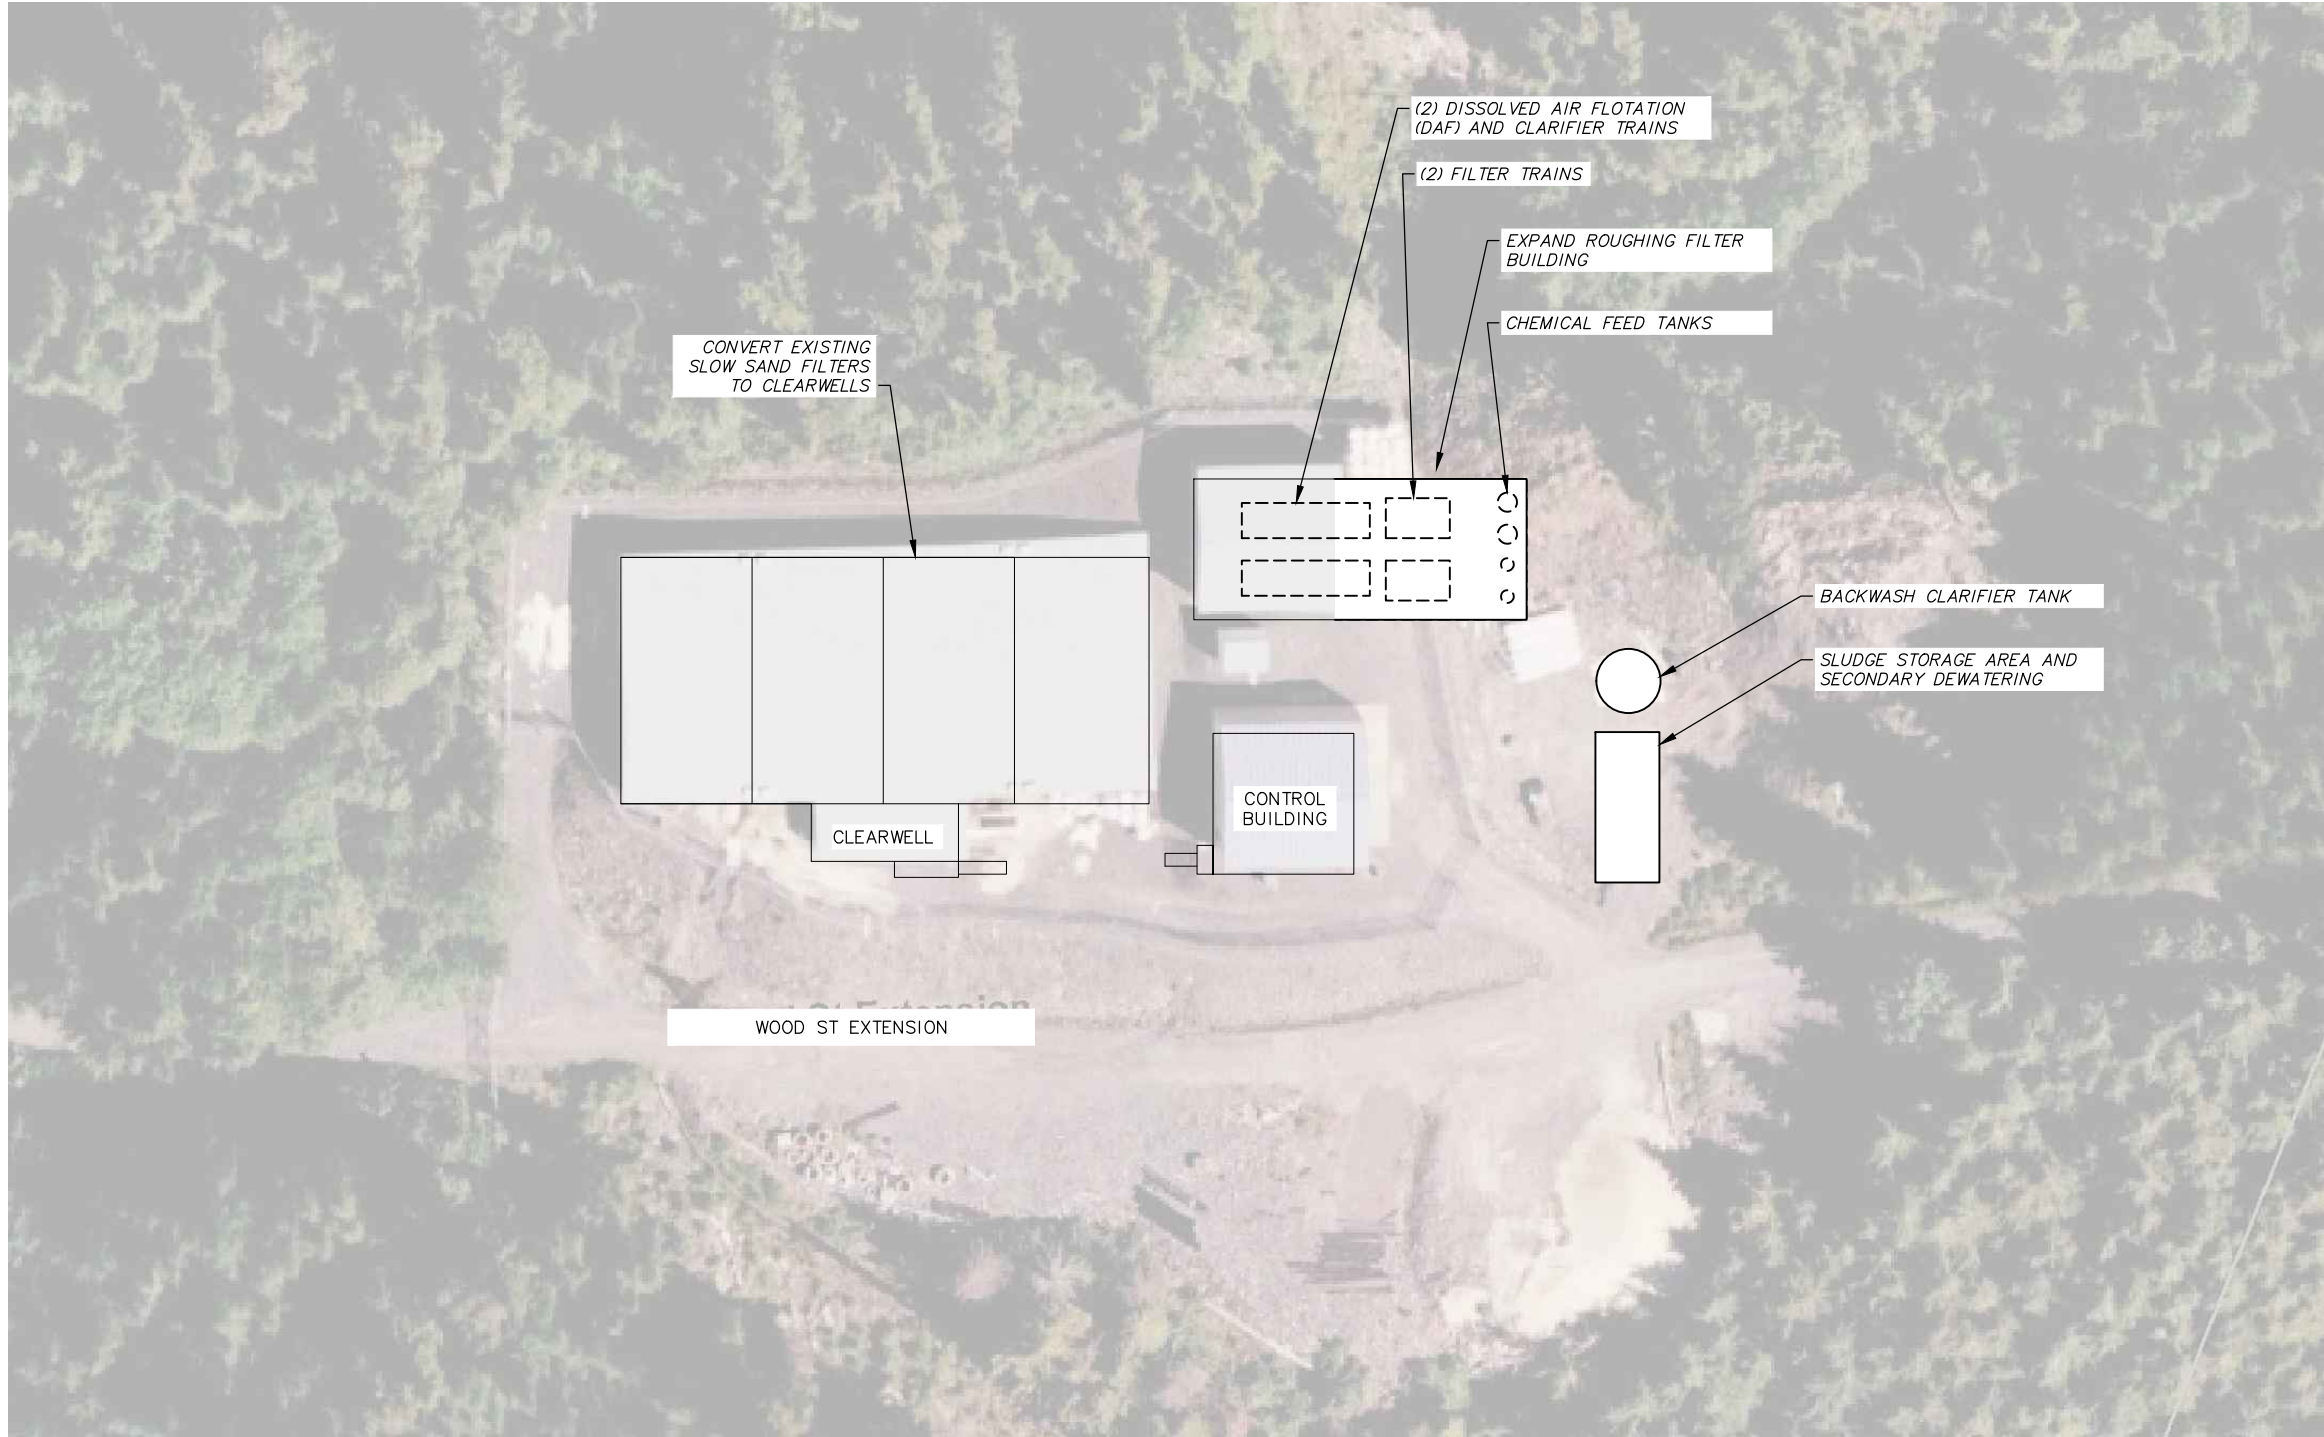 (2) DISSOLVED AIR FLOTATION
(DAF) AND CLARIFIER TRAINS
(2) FILTER TRAINS
EXPAND ROUGHING FILTER
BUILDING
CHEMICAL FEED TANKS
CONVERT EXISTING
SLOW SAND FILTERS
TO CLEARWELLS
BACKWASH CLARIFIER TANK
SLUDGE STORAGE AREA AND
SECONDARY DEWATERING
CONTROL
BUILDING
CLEARWELL
St Extension
WOOD ST EXTENSION